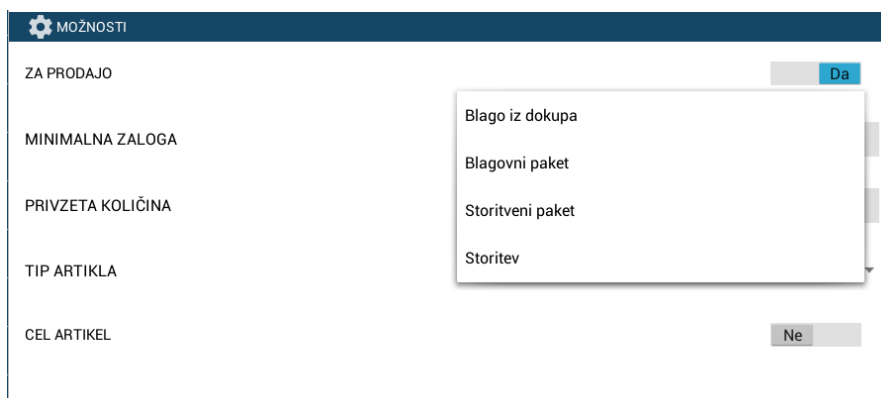 MOŽNOSTI
ZA PRODAJO
Da
Blago iz dokupa
MINIMALNA ZALOGA
Blagovni paket
PRIVZETA KOLIČINA
Storitveni paket
Storitev
TIP ARTIKLA
CEL ARTIKEL
Ne